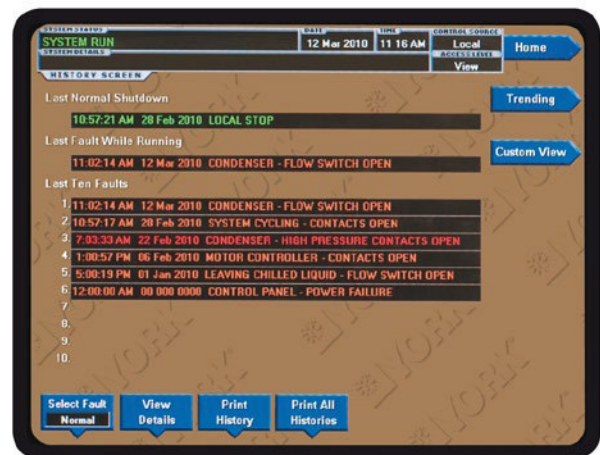 SYSTEM STATUS
SYSTEM RUN
SYSTEM DETAILS
DATE
12 Mar 2010
TIME
11 16 AM
CONTROL SOURCE
Local
ACCESS LEVEL
View
Home
HISTORY SCREEN
Trending
Custom View
Last Normal Shutdown
10:57:21 AM 28 Feb 2010 LOCAL STOP
Last Fault While Running
11:02:14 AM 12 Mar 2010 CONDENSER - FLOW SWITCH OPEN
Last Ten Faults
1. 11:02:14 AM 12 Mar 2010 CONDENSER - FLOW SWITCH OPEN
2. 10:57:17 AM 28 Feb 2010 SYSTEM CYCLING - CONTACTS OPEN
3. 7:03:33 AM 22 Feb 2010 CONDENSER - HIGH PRESSURE CONTACTS OPEN
4. 1:00:57 PM 06 Feb 2010 MOTOR CONTROLLER - CONTACTS OPEN
5. 5:00:19 PM 01 Jan 2010 LEAVING CHILLED LIQUID - FLOW SWITCH OPEN
6. 12:00:00 AM 00 000 0000 CONTROL PANEL - POWER FAILURE
7.
8.
9.
10.
YORK
YORK
YORK
YORK
Select Fault
Normal
View
Details
Print
History
Print All
Histories